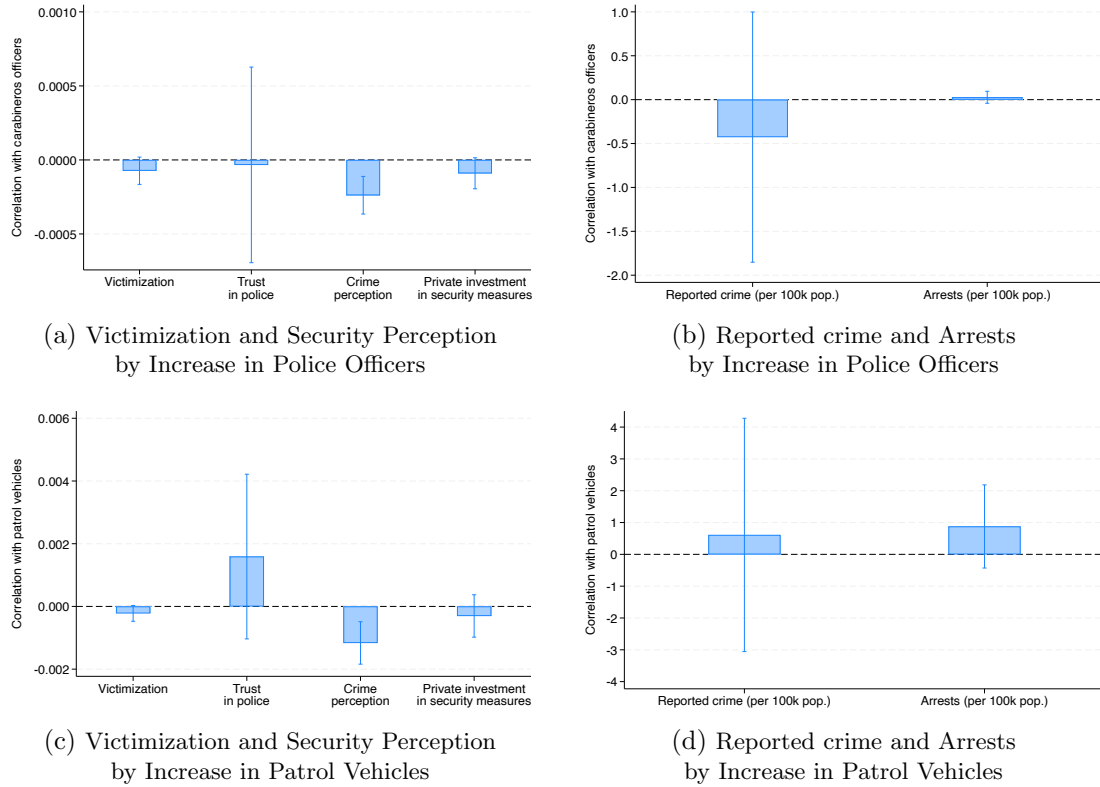 Correlation with carabineros officers
0.0010
0.0005
0.0000
-0.0005
Victimization
Trust
in police
Crime
perception
Private investment
in security measures
(a) Victimization and Security Perception
by Increase in Police Officers
Correlation with carabineros officers
1.0
0.5
0.0
-0.5
-1.0
-1.5
-2.0
Reported crime (per 100k pop.)
Arrests (per 100k pop.)
(b) Reported crime and Arrests
by Increase in Police Officers
Correlation with patrol vehicles
0.006
0.004
0.002
0.000
-0.002
Victimization
Trust
in police
Crime
perception
Private investment
in security measures
(c) Victimization and Security Perception
by Increase in Patrol Vehicles
Correlation with patrol vehicles
4
3
2
1
0
-1
-2
-3
-4
Reported crime (per 100k pop.)
Arrests (per 100k pop.)
(d) Reported crime and Arrests
by Increase in Patrol Vehicles